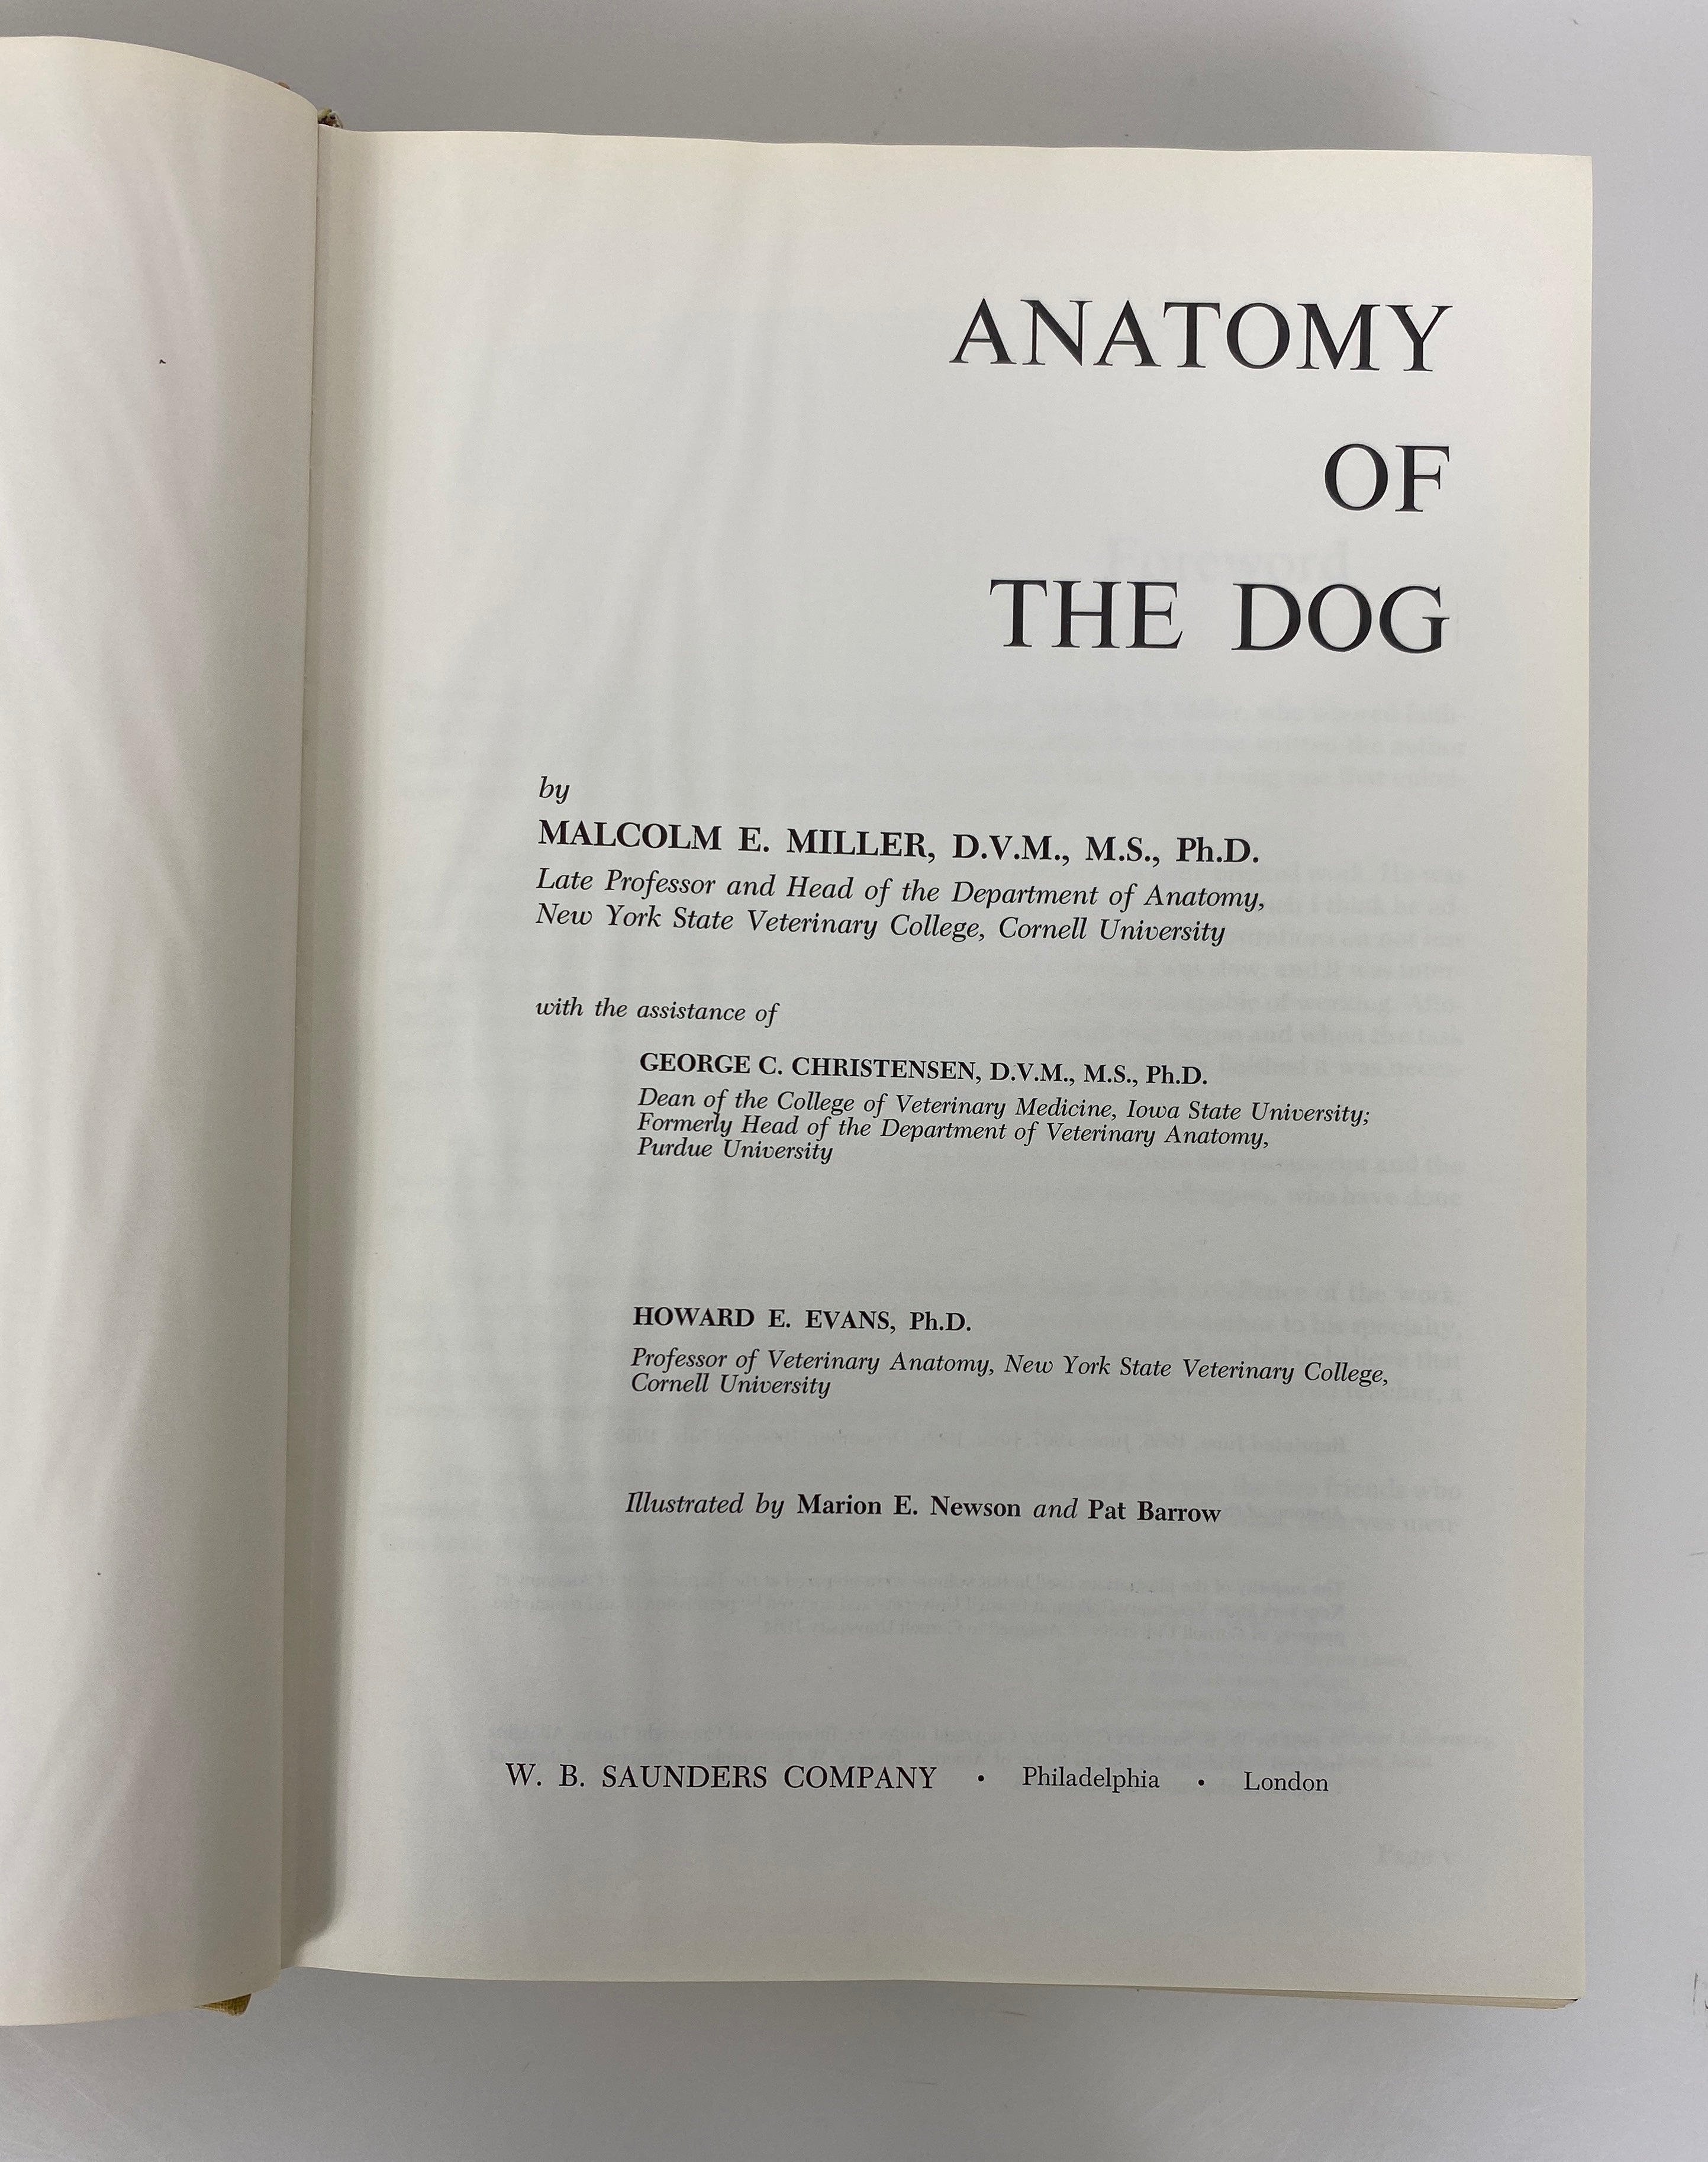 ANATOMY
OF
THE DOG
by
MALCOLM E. MILLER, D.V.M., M.S., Ph.D.
Late Professor and Head of the Department of Anatomy,
New York State Veterinary College, Cornell University
with the assistance of
GEORGE C. CHRISTENSEN, D.V.M., M.S., Ph.D.
Dean of the College of Veterinary Medicine, Iowa State University;
Formerly Head of the Department of Veterinary Anatomy,
Purdue University
HOWARD E. EVANS, Ph.D.
Professor of Veterinary Anatomy, New York State Veterinary College,
Cornell University
Illustrated by Marion E. Newson and Pat Barrow
W. B. SAUNDERS COMPANY • Philadelphia • London